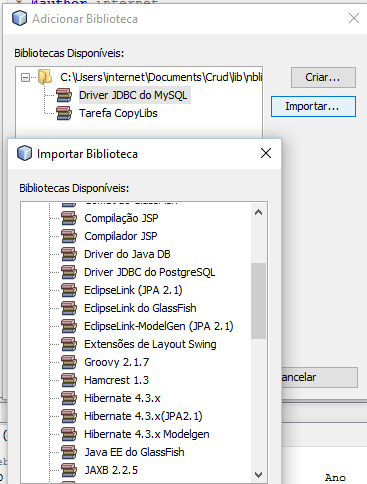 * @author internet
Adicionar Biblioteca
Bibliotecas Disponíveis:
C:\Users\internet\Documents\Crud\lib\nbli
Driver JDBC do MySQL
Tarefa CopyLibs
Criar...
Importar...
Importar Biblioteca
Bibliotecas Disponíveis:
Compilação JSP
Compilador JSP
Driver do Java DB
Driver JDBC do PostgreSQL
EclipseLink (JPA 2.1)
EclipseLink do GlassFish
EclipseLink-ModelGen (JPA 2.1)
Extensões de Layout Swing
Groovy 2.1.7
Hamcrest 1.3
Hibernate 4.3.x
Hibernate 4.3.x(JPA2.1)
Hibernate 4.3.x Modelgen
Java EE do GlassFish
JAXB 2.2.5
ancelar
Ano